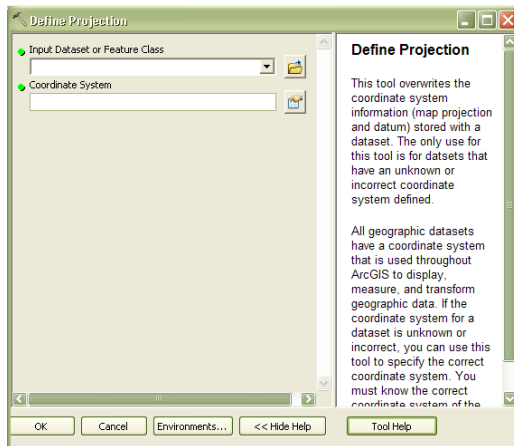 Define Projection
Input Dataset or Feature Class
Coordinate System
Define Projection
This tool overwrites the
coordinate system
information (map projection
and datum) stored with a
dataset. The only use for
this tool is for datsets that
have an unknown or
incorrect coordinate
system defined.
All geographic datasets
have a coordinate system
that is used throughout
ArcGIS to display,
measure, and transform
geographic data. If the
coordinate system for a
dataset is unknown or
incorrect, you can use this
tool to specify the correct
coordinate system. You
must know the correct
coordinate system of the
OK
Cancel
Environments...
<< Hide Help
Tool Help